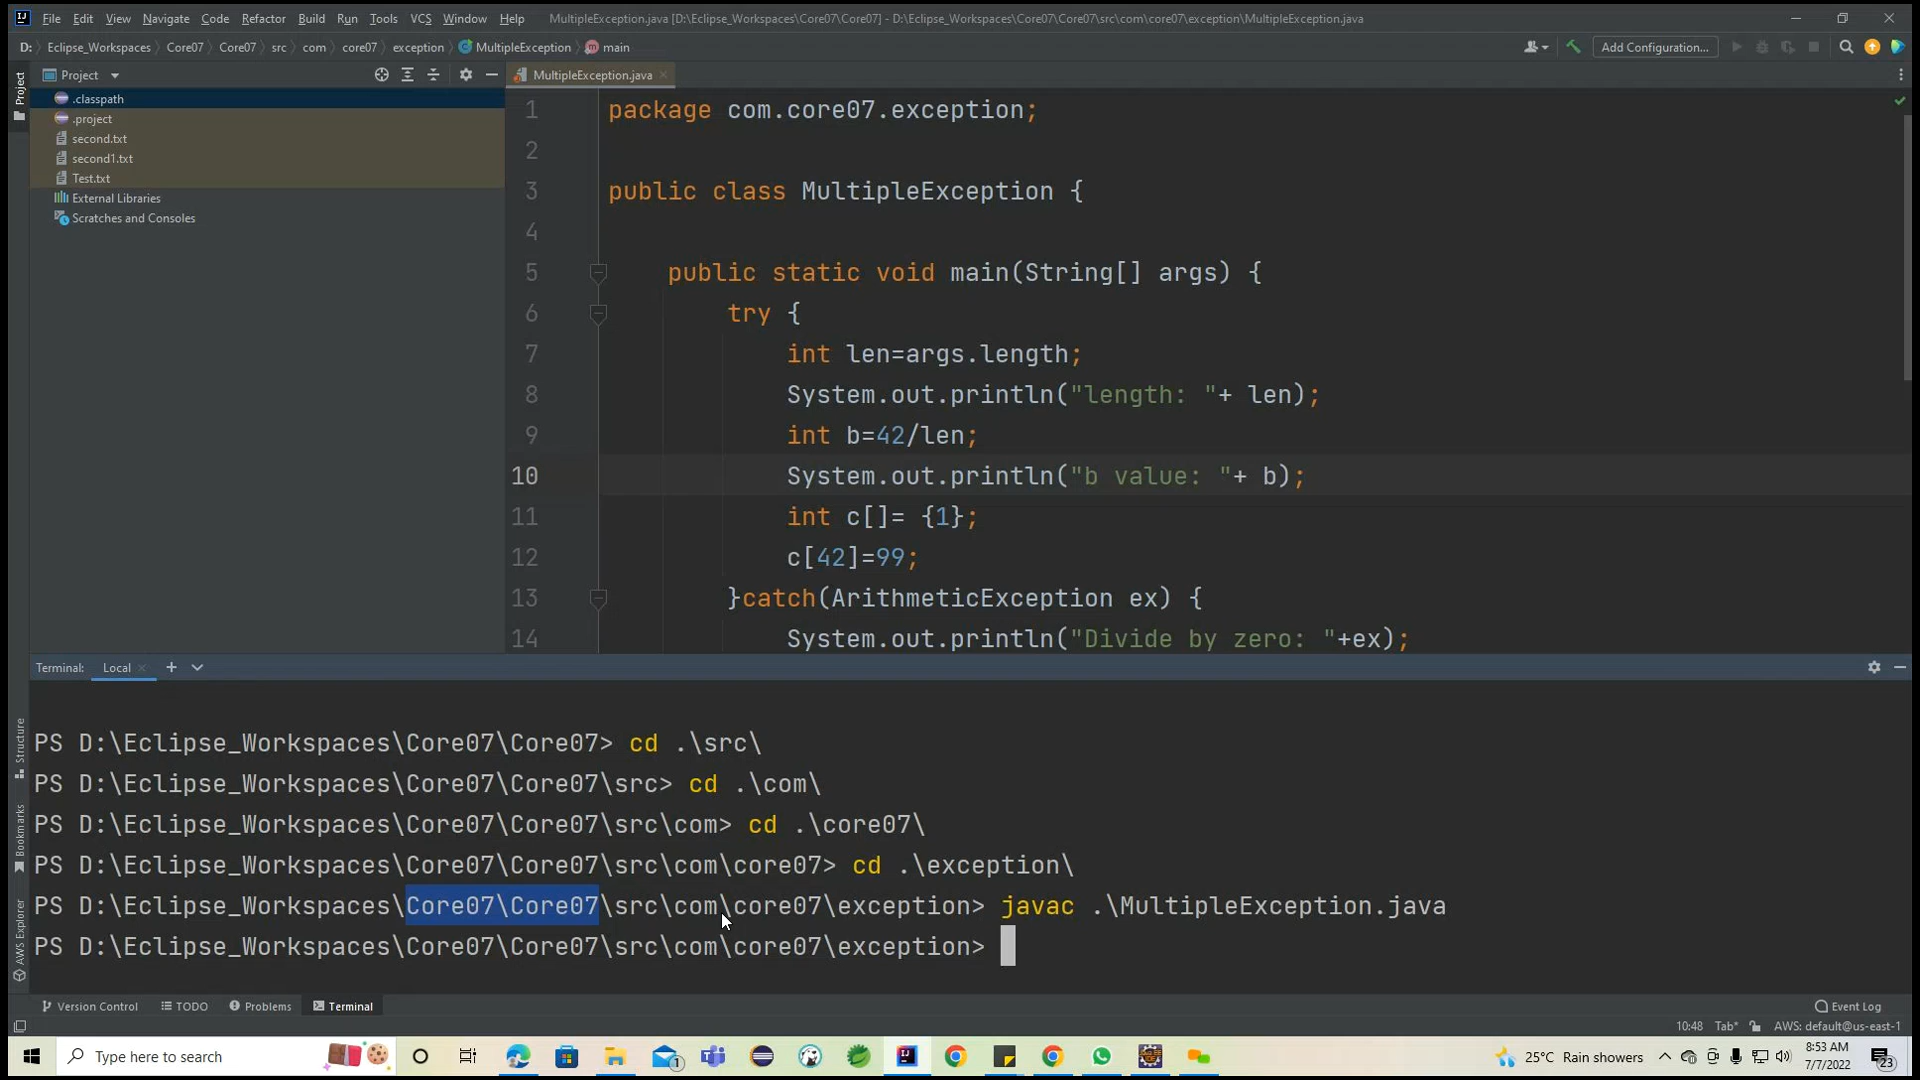 File Edit View Navigate Code Refactor Build Run Tools VCS Window Help MultipleException.java [D:\Eclipse_Workspaces\Core07\Core07] - D:\Eclipse_Workspaces\Core07\Core07\src\com\core07\exception\MultipleException.java
D: Eclipse_Workspaces Core07 Core07 src com core07 exception MultipleException main Add Configuration...
Project
Project
MultipleException.java
.classpath
.project
second.txt
second1.txt
Test.txt
External Libraries
Scratches and Consoles
1 package com.core07.exception;
2
3 public class MultipleException {
4
5 public static void main(String[] args) {
6 try {
7 int len=args.length;
8 System.out.println("length: "+ len);
9 int b=42/len;
10 System.out.println("b value: "+ b);
11 int c[]= {1};
12 c[42]=99;
13 }catch(ArithmeticException ex) {
14 System.out.println("Divide by zero: "+ex);
Terminal: Local
Structure
Bookmarks
AWS Explorer
PS D:\Eclipse_Workspaces\Core07\Core07> cd .\src\
PS D:\Eclipse_Workspaces\Core07\Core07\src> cd .\com\
PS D:\Eclipse_Workspaces\Core07\Core07\src\com> cd .\core07\
PS D:\Eclipse_Workspaces\Core07\Core07\src\com\core07> cd .\exception\
PS D:\Eclipse_Workspaces\Core07\Core07\src\com\core07\exception> javac .\MultipleException.java
PS D:\Eclipse_Workspaces\Core07\Core07\src\com\core07\exception>
Version Control TODO Problems Terminal Event Log
10:48 Tab* AWS: default@us-east-1
Type here to search
1
25°C Rain showers
8:53 AM
7/7/2022
23